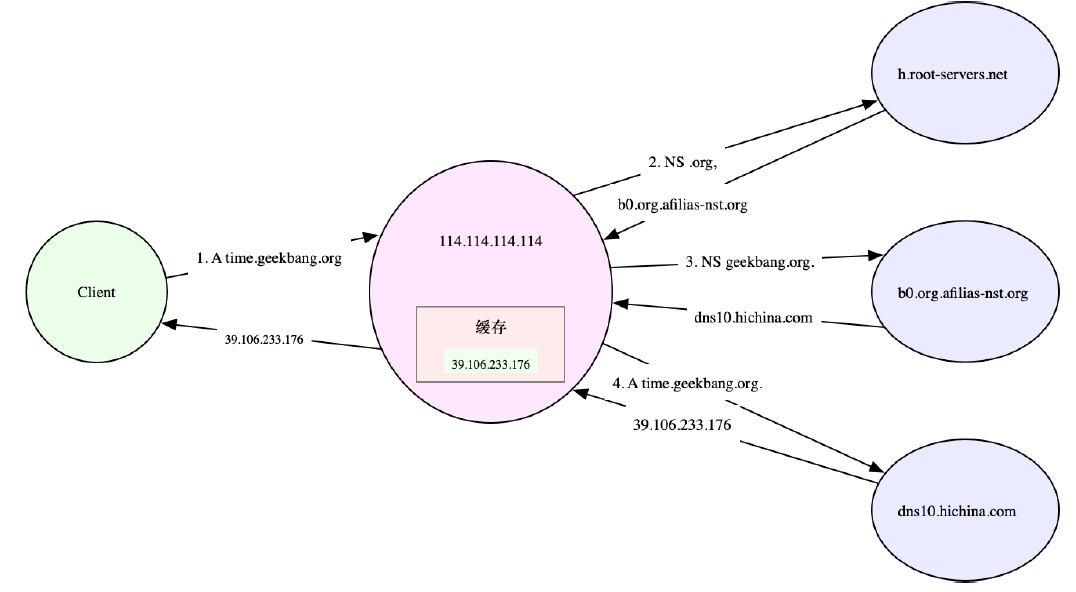 h.root-servers.net
2. NS .org,
b0.org.afilias-nst.org
114.114.114.114
1. A time.geekbang.org
3. NS geekbang.org.
Client
b0.org.afilias-nst.org
dns10.hichina.com
缓存
39.106.233.176
39.106.233.176
4. A time.geekbang.org.
39.106.233.176
dns10.hichina.com